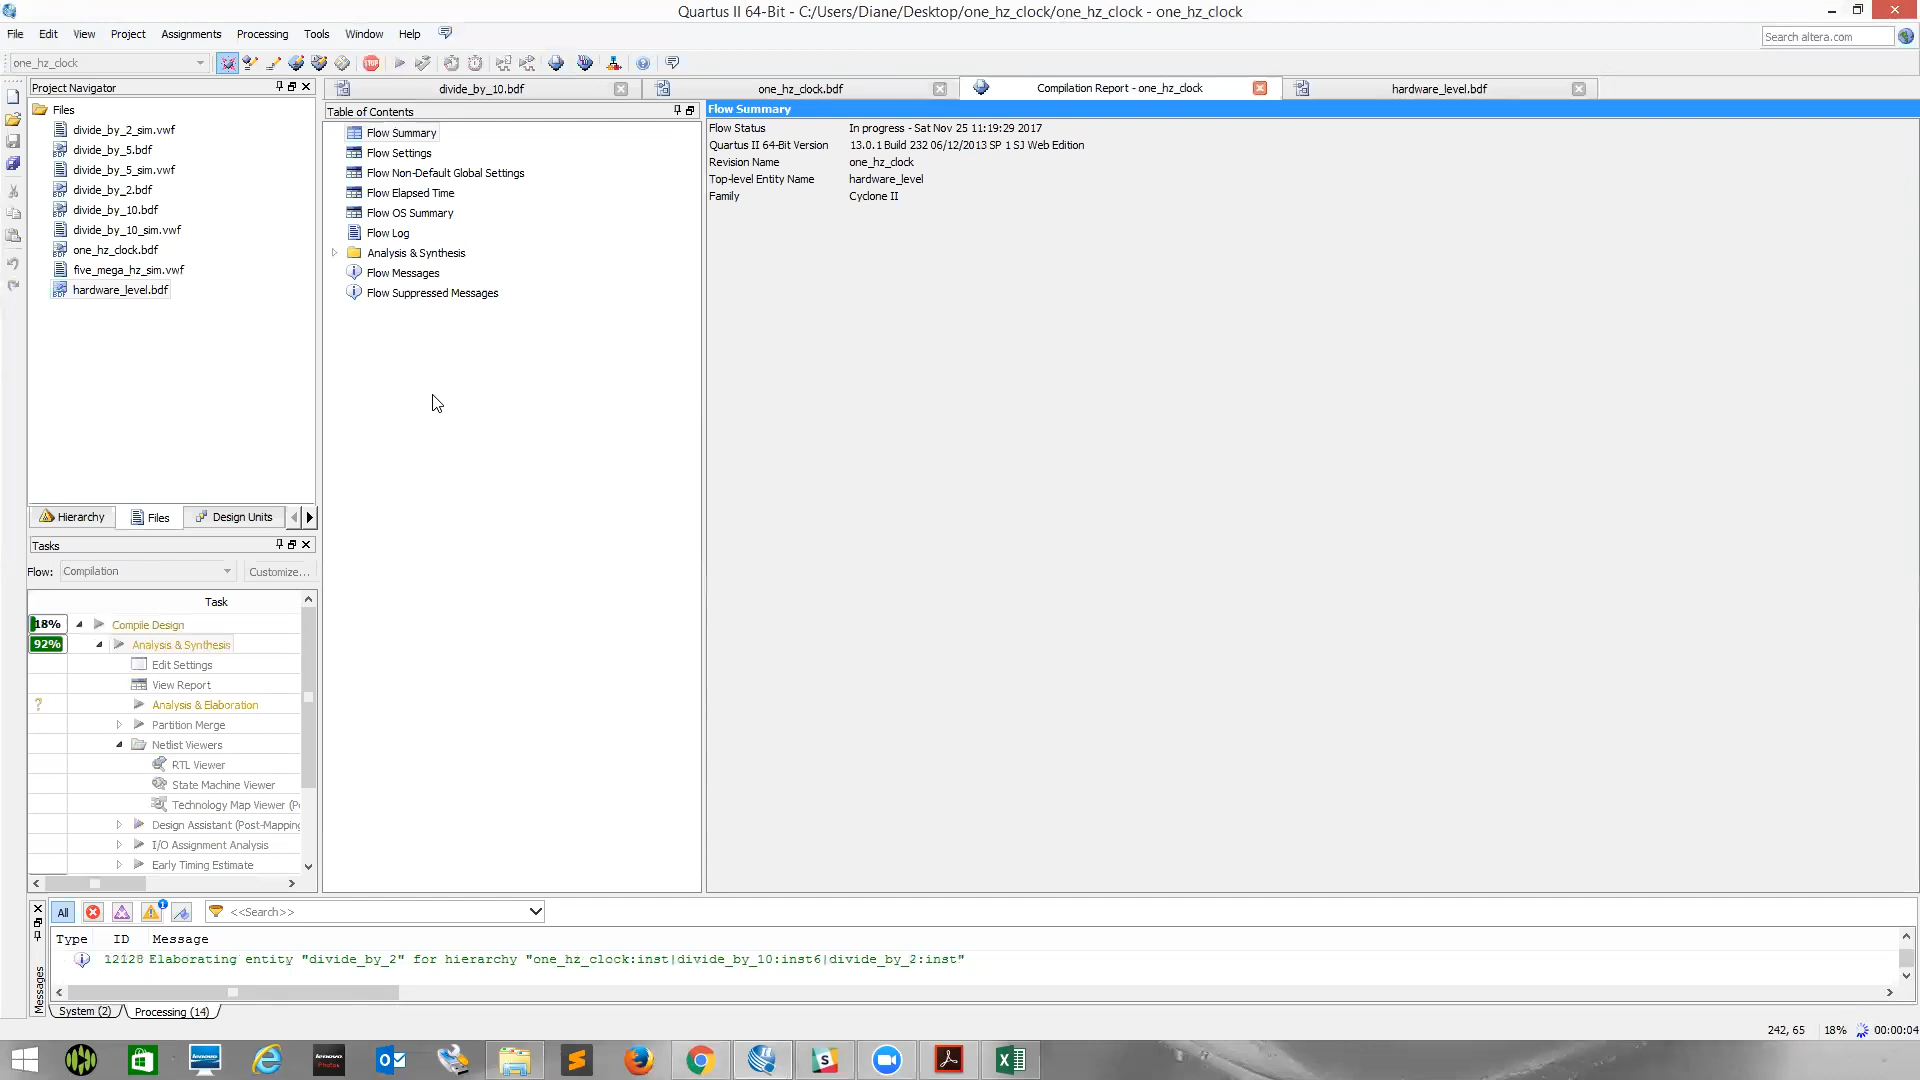 Quartus II 64-Bit - C:/Users/Diane/Desktop/one_hz_clock/one_hz_clock - one_hz_clock
File Edit View Project Assignments Processing Tools Window Help
Search altera.com
one_hz_clock
Project Navigator
divide_by_10.bdf
one_hz_clock.bdf
Compilation Report - one_hz_clock
hardware_level.bdf
Files
divide_by_2_sim.vwf
divide_by_5.bdf
divide_by_5_sim.vwf
divide_by_2.bdf
divide_by_10.bdf
divide_by_10_sim.vwf
one_hz_clock.bdf
five_mega_hz_sim.vwf
hardware_level.bdf
Hierarchy Files Design Units
Table of Contents
Flow Summary
Flow Settings
Flow Non-Default Global Settings
Flow Elapsed Time
Flow OS Summary
Flow Log
Analysis & Synthesis
Flow Messages
Flow Suppressed Messages
Flow Summary
Flow Status In progress - Sat Nov 25 11:19:29 2017
Quartus II 64-Bit Version 13.0.1 Build 232 06/12/2013 SP 1 SJ Web Edition
Revision Name one_hz_clock
Top-level Entity Name hardware_level
Family Cyclone II
Tasks
Flow: Compilation Customize...
Task
18% Compile Design
92% Analysis & Synthesis
Edit Settings
View Report
? Analysis & Elaboration
Partition Merge
Netlist Viewers
RTL Viewer
State Machine Viewer
Technology Map Viewer (Po
Design Assistant (Post-Mapping
I/O Assignment Analysis
Early Timing Estimate
All <<Search>>
Type ID Message
12128 Elaborating entity "divide_by_2" for hierarchy "one_hz_clock:inst|divide_by_10:inst6|divide_by_2:inst"
Messages
System (2) Processing (14)
242, 65 18% 00:00:04